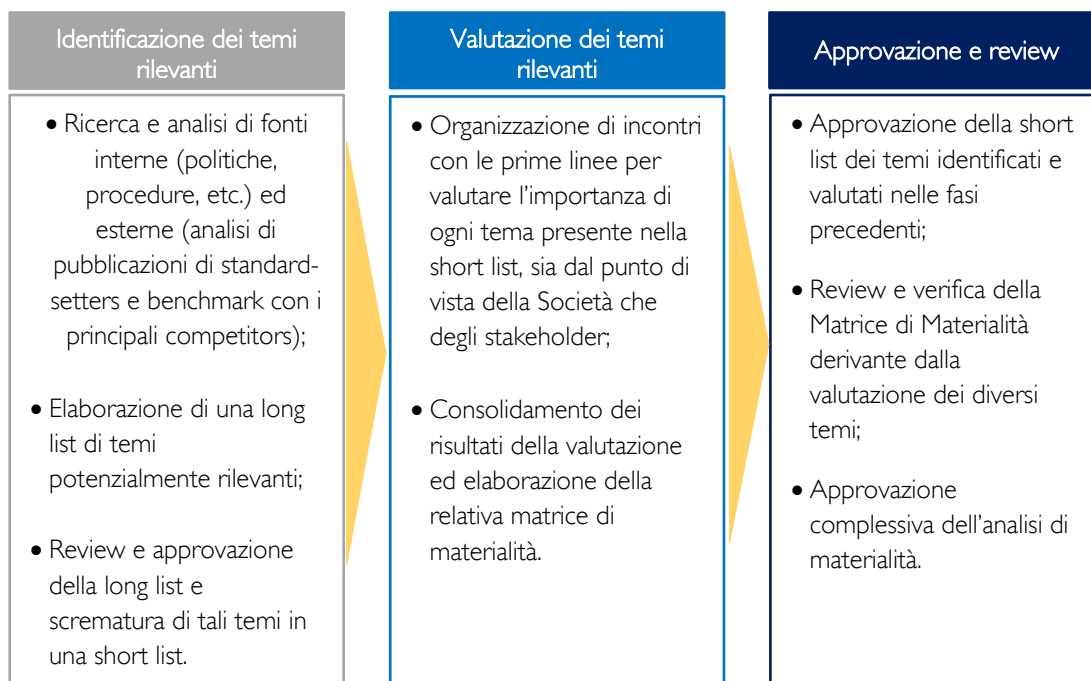 Identificazione dei temi
rilevanti
• Ricerca e analisi di fonti
interne (politiche,
procedure, etc.) ed
esterne (analisi di
pubblicazioni di standard-
setters e benchmark con i
principali competitors);
• Elaborazione di una long
list di temi
potenzialmente rilevanti;
• Review e approvazione
della long list e
scrematura di tali temi in
una short list.
Valutazione dei temi
rilevanti
• Organizzazione di incontri
con le prime linee per
valutare l’importanza di
ogni tema presente nella
short list, sia dal punto di
vista della Società che
degli stakeholder;
• Consolidamento dei
risultati della valutazione
ed elaborazione della
relativa matrice di
materialità.
Approvazione e review
• Approvazione della short
list dei temi identificati e
valutati nelle fasi
precedenti;
• Review e verifica della
Matrice di Materialità
derivante dalla
valutazione dei diversi
temi;
• Approvazione
complessiva dell’analisi di
materialità.